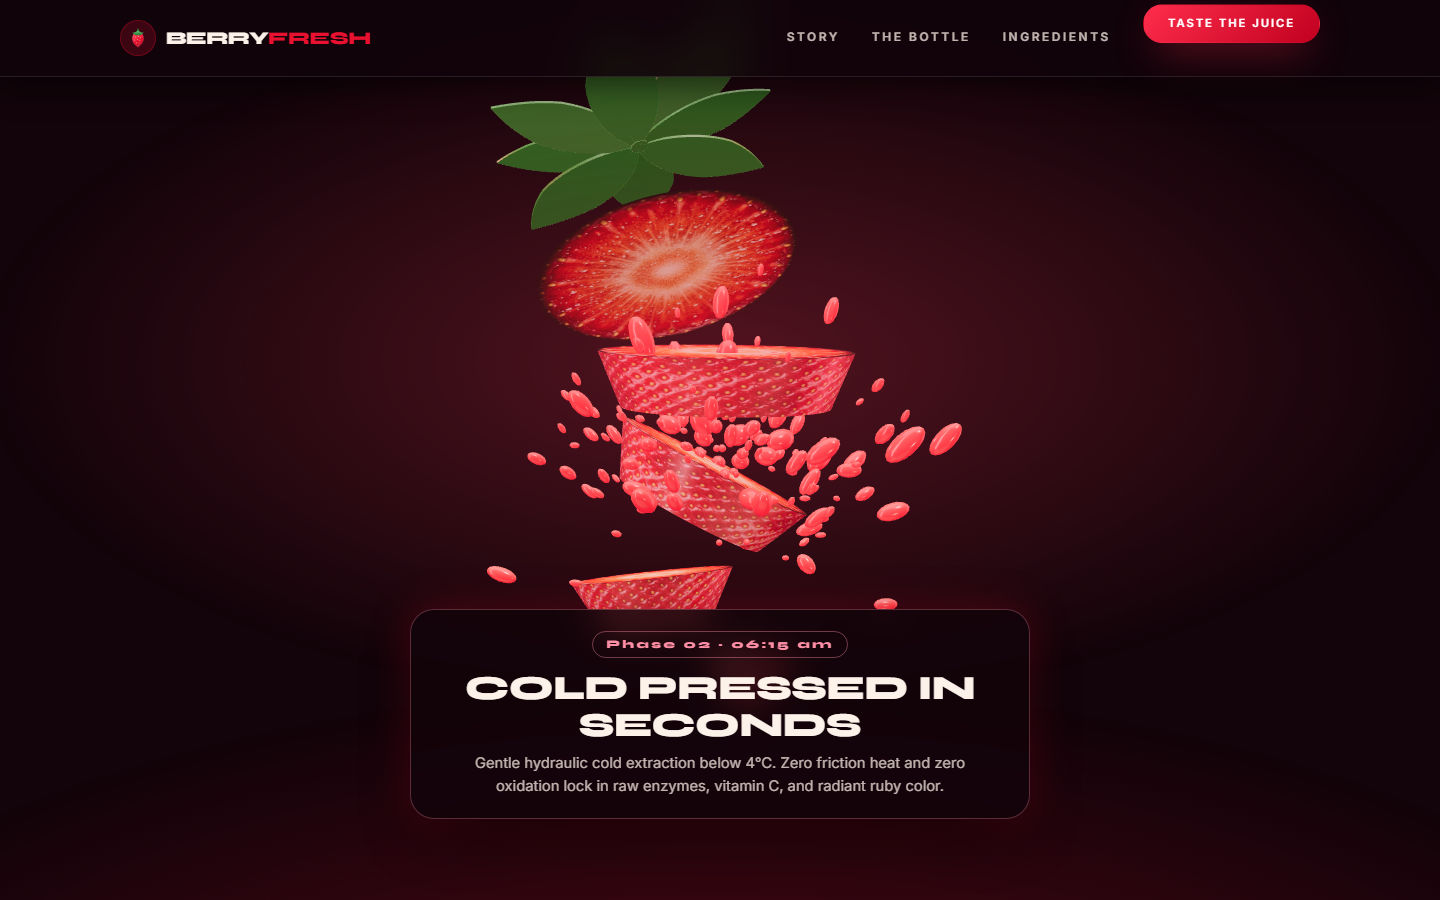 BERRYFRESH
STORY
THE BOTTLE
INGREDIENTS
TASTE THE JUICE
Phase 02 · 06:15 am
COLD PRESSED IN
SECONDS
Gentle hydraulic cold extraction below 4°C. Zero friction heat and zero
oxidation lock in raw enzymes, vitamin C, and radiant ruby color.